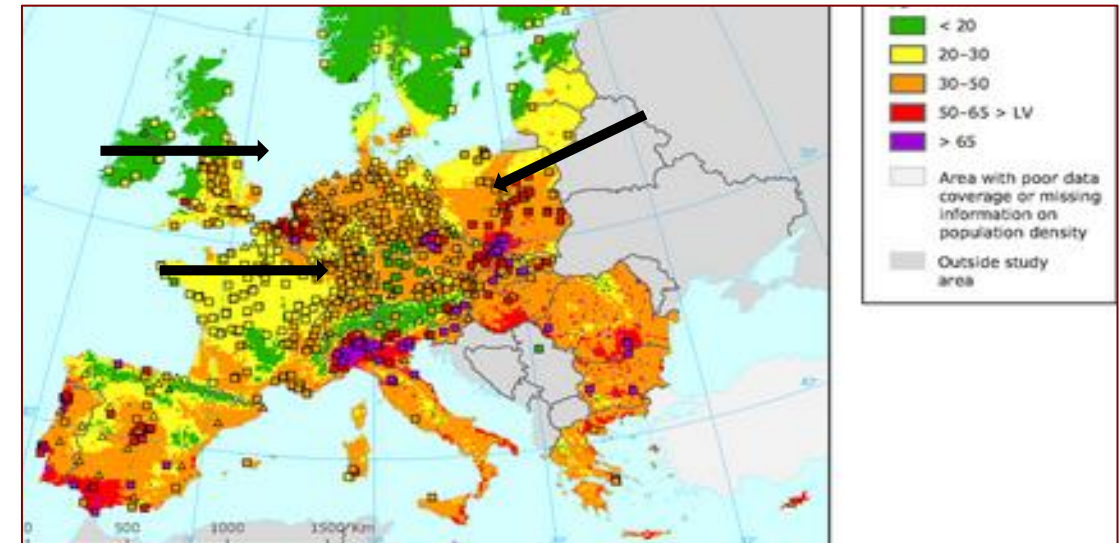 < 20
20–30
30–50
50–65 > LV
> 65
Area with poor data
coverage or missing
information on
population density
Outside study
area
0 500 1000 1500 Km